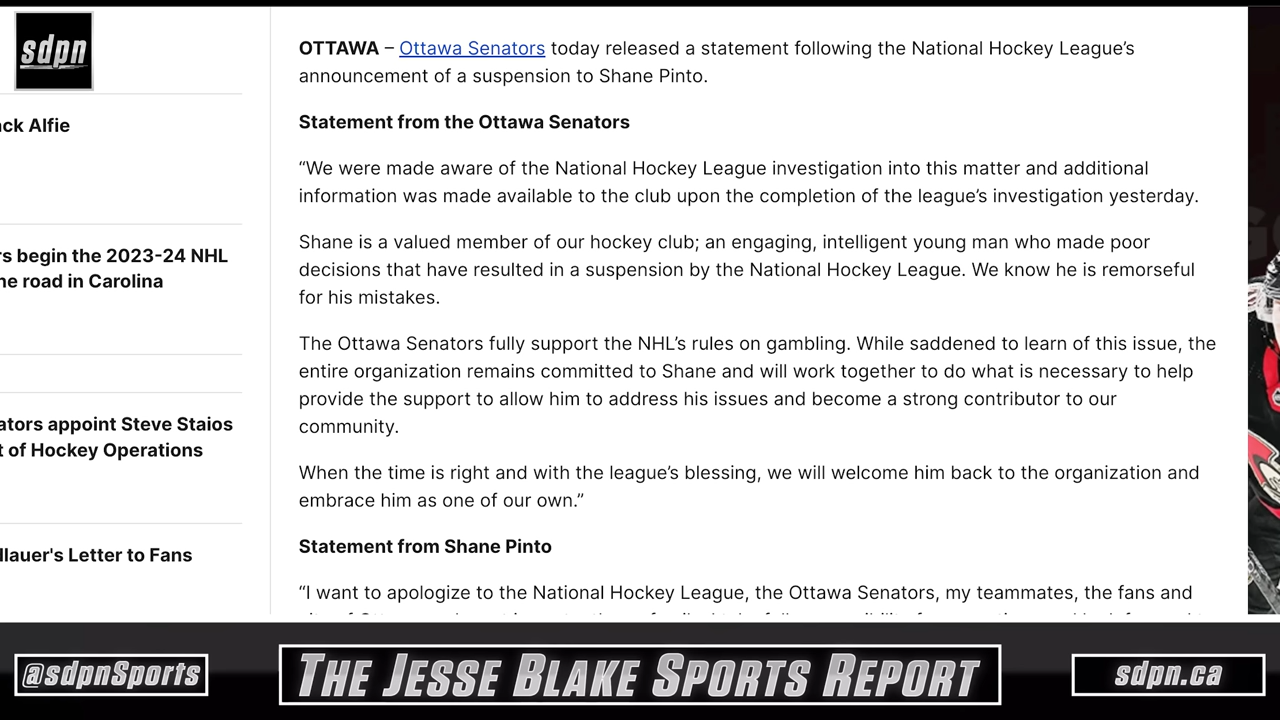 sdpn
ck Alfie
rs begin the 2023-24 NHL
he road in Carolina
ators appoint Steve Staios
t of Hockey Operations
llauer's Letter to Fans
OTTAWA – Ottawa Senators today released a statement following the National Hockey League’s
announcement of a suspension to Shane Pinto.
Statement from the Ottawa Senators
“We were made aware of the National Hockey League investigation into this matter and additional
information was made available to the club upon the completion of the league’s investigation yesterday.
Shane is a valued member of our hockey club; an engaging, intelligent young man who made poor
decisions that have resulted in a suspension by the National Hockey League. We know he is remorseful
for his mistakes.
The Ottawa Senators fully support the NHL’s rules on gambling. While saddened to learn of this issue, the
entire organization remains committed to Shane and will work together to do what is necessary to help
provide the support to allow him to address his issues and become a strong contributor to our
community.
When the time is right and with the league’s blessing, we will welcome him back to the organization and
embrace him as one of our own.”
Statement from Shane Pinto
“I want to apologize to the National Hockey League, the Ottawa Senators, my teammates, the fans and
@sdpnSports
THE JESSE BLAKE SPORTS REPORT
sdpn.ca